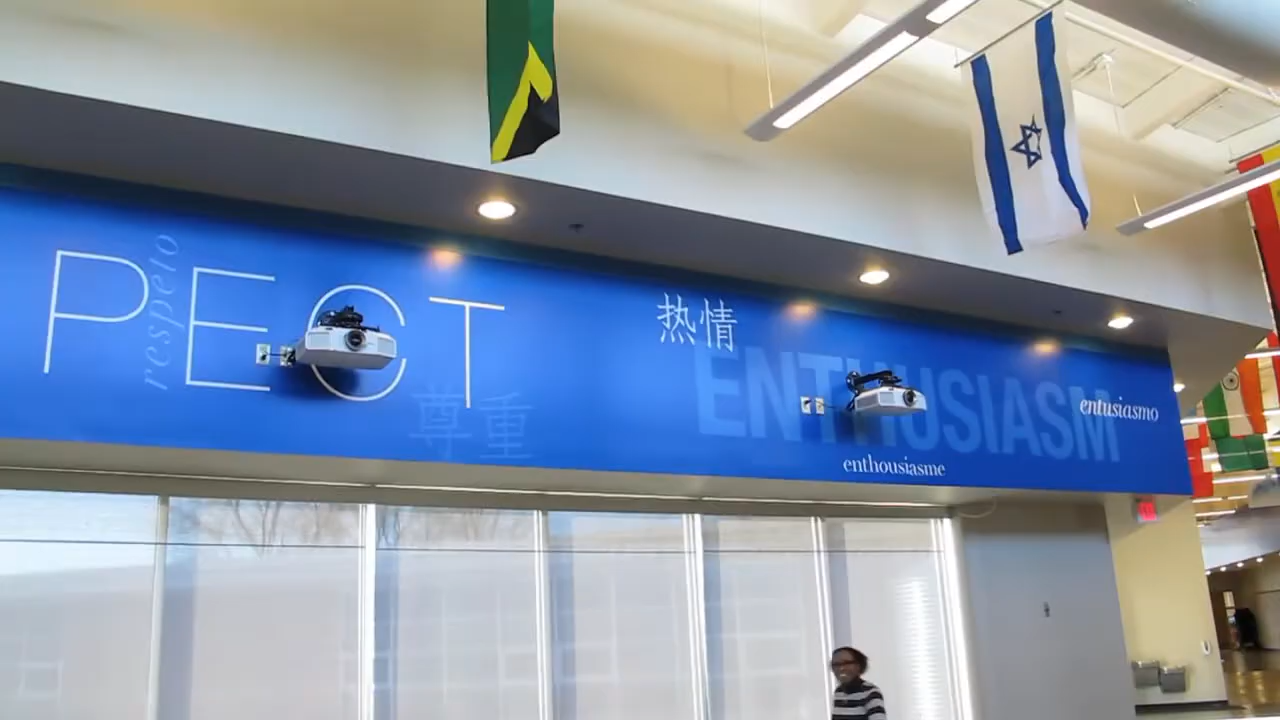 PECT
respeto
尊重
热情
ENTHUSIASM
entusiasmo
enthousiasme